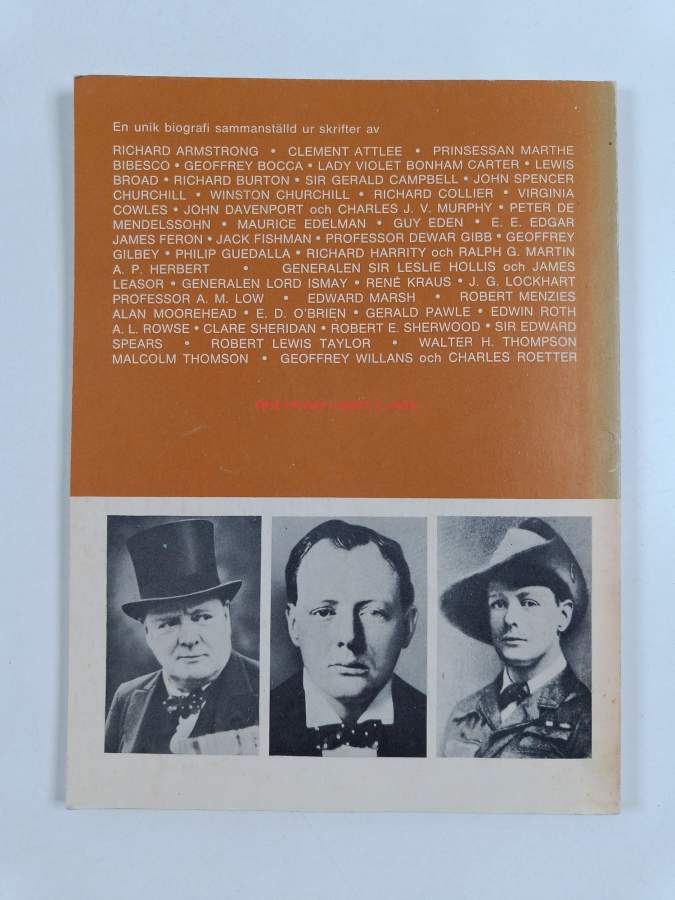 En unik biografi sammanställd ur skrifter av
RICHARD ARMSTRONG • CLEMENT ATTLEE • PRINSESSAN MARTHE
BIBESCO • GEOFFREY BOCCA • LADY VIOLET BONHAM CARTER • LEWIS
BROAD • RICHARD BURTON • SIR GERALD CAMPBELL • JOHN SPENCER
CHURCHILL • WINSTON CHURCHILL • RICHARD COLLIER • VIRGINIA
COWLES • JOHN DAVENPORT och CHARLES J. V. MURPHY • PETER DE
MENDELSSOHN • MAURICE EDELMAN • GUY EDEN • E. E. EDGAR
JAMES FERON • JACK FISHMAN • PROFESSOR DEWAR GIBB • GEOFFREY
GILBEY • PHILIP GUEDALLA • RICHARD HARRITY och RALPH G. MARTIN
A. P. HERBERT • GENERALEN SIR LESLIE HOLLIS och JAMES
LEASOR • GENERALEN LORD ISMAY • RENÉ KRAUS • J. G. LOCKHART
PROFESSOR A. M. LOW • EDWARD MARSH • ROBERT MENZIES
ALAN MOOREHEAD • E. D. O'BRIEN • GERALD PAWLE • EDWIN ROTH
A. L. ROWSE • CLARE SHERIDAN • ROBERT E. SHERWOOD • SIR EDWARD
SPEARS • ROBERT LEWIS TAYLOR • WALTER H. THOMPSON
MALCOLM THOMSON • GEOFFREY WILLANS och CHARLES ROETTER